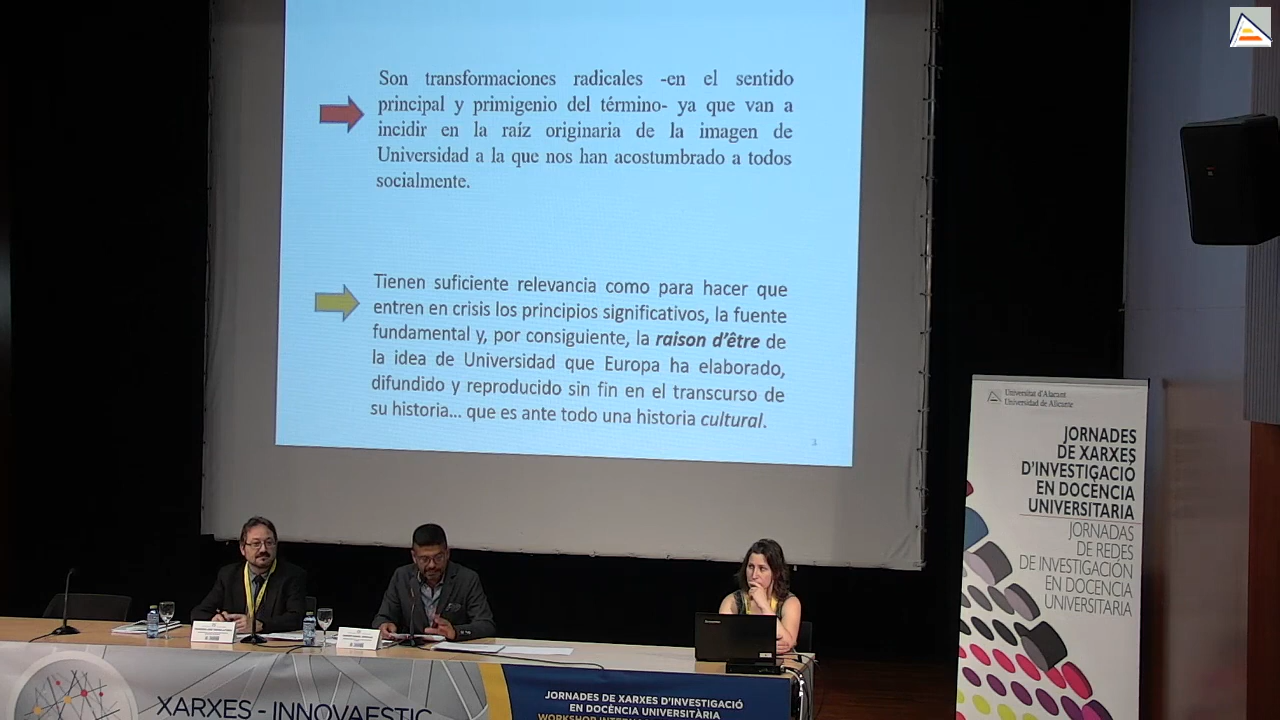 Son transformaciones radicales -en el sentido
principal y primigenio del término- ya que van a
incidir en la raíz originaria de la imagen de
Universidad a la que nos han acostumbrado a todos
socialmente.
Tienen suficiente relevancia como para hacer que
entren en crisis los principios significativos, la fuente
fundamental y, por consiguiente, la raison d'être de
la idea de Universidad que Europa ha elaborado,
difundido y reproducido sin fin en el transcurso de
su historia... que es ante todo una historia cultural.
3
Universitat d'Alacant
Universidad de Alicante
JORNADES
DE XARXES
D'INVESTIGACIÓ
EN DOCÈNCIA
UNIVERSITARIA
JORNADAS
DE REDES
DE INVESTIGACIÓN
EN DOCENCIA
UNIVERSITARIA
XARXES - INNOVAESTIC
JORNADES DE XARXES D'INVESTIGACIÓ
EN DOCÈNCIA UNIVERSITÀRIA
WORKSHOP